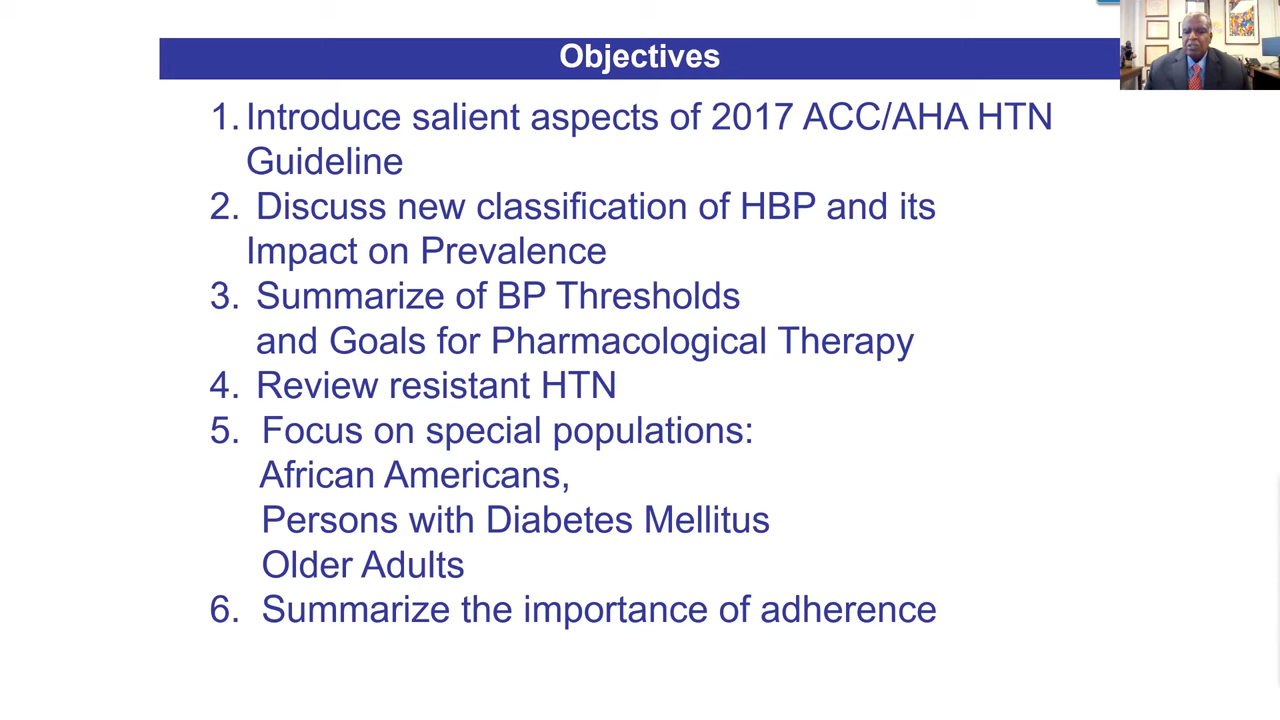 Objectives
1. Introduce salient aspects of 2017 ACC/AHA HTN
Guideline
2. Discuss new classification of HBP and its
Impact on Prevalence
3. Summarize of BP Thresholds
and Goals for Pharmacological Therapy
4. Review resistant HTN
5. Focus on special populations:
African Americans,
Persons with Diabetes Mellitus
Older Adults
6. Summarize the importance of adherence